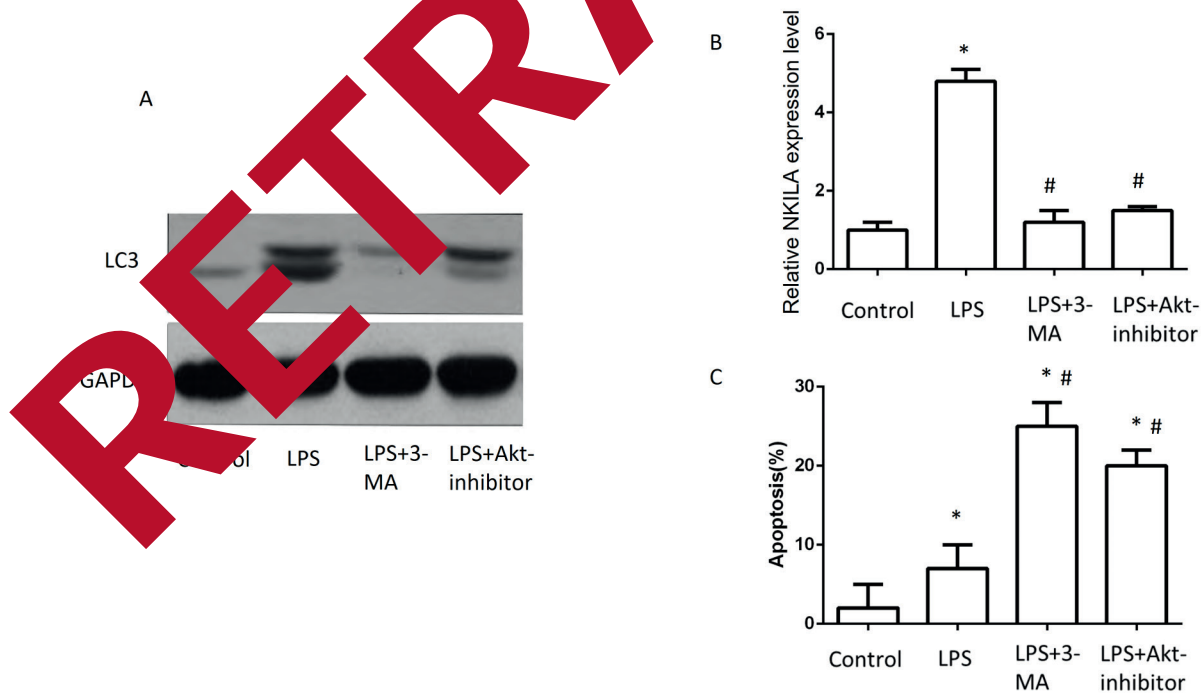 A
RETRA
LC3
GAPD
LPS
LPS+3-
MA
LPS+Akt-
inhibitor
B
Relative NKILA expression level
6
4
2
0
*
#
#
Control
LPS
LPS+3-
MA
LPS+Akt-
inhibitor
C
Apoptosis(%)
30
20
10
0
*
* #
* #
Control
LPS
LPS+3-
MA
LPS+Akt-
inhibitor